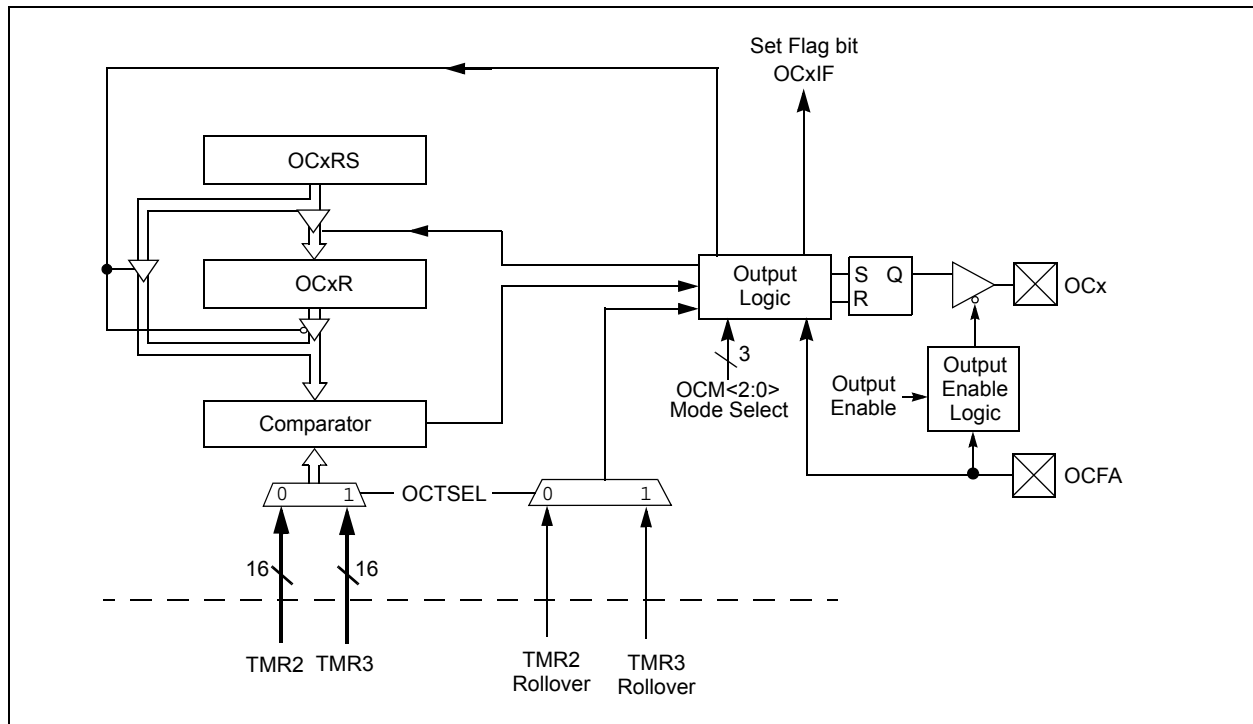 Set Flag bit
OCxIF
OCxRS
OCxR
Output
Logic
S Q
R
OCx
3
OCM<2:0>
Mode Select
Output
Enable
Output
Enable
Logic
Comparator
OCFA
0 1
OCTSEL
0 1
16
16
TMR2
TMR3
TMR2
Rollover
TMR3
Rollover